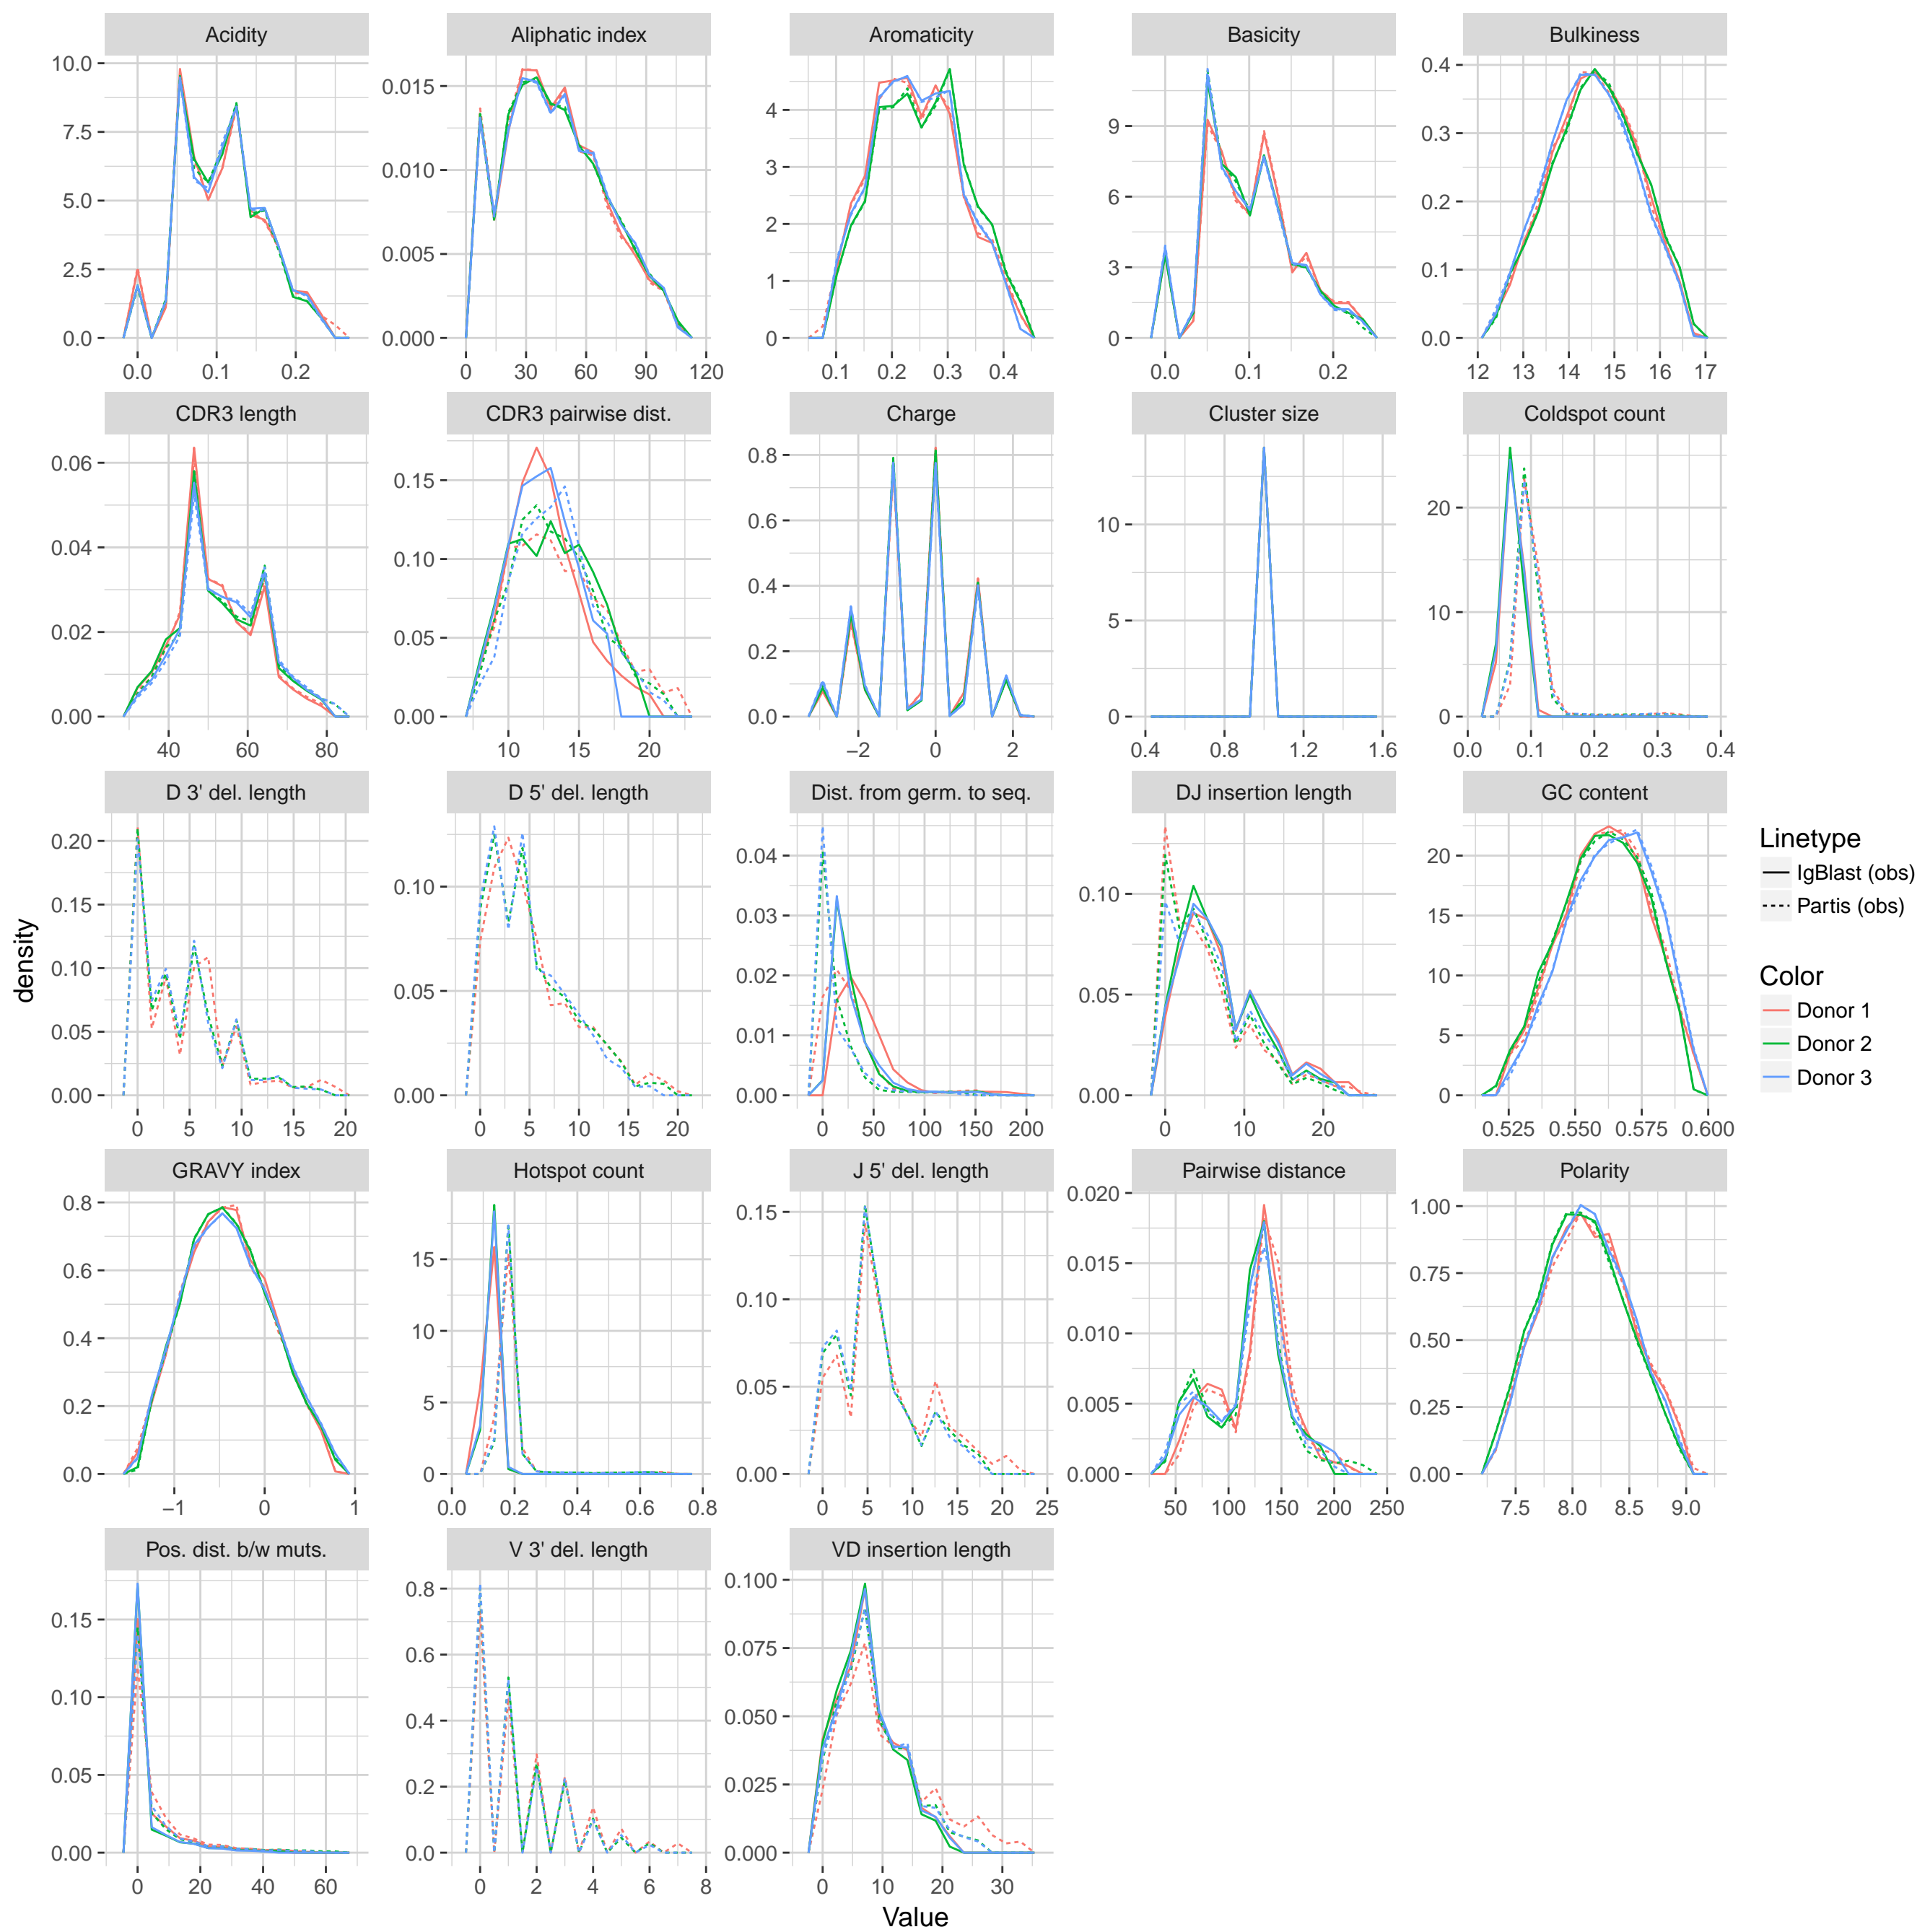 Acidity
Aliphatic index
Aromaticity
Basicity
Bulkiness
10.0
7.5
5.0
2.5
0.0
0.0 0.1 0.2
0.015
0.010
0.005
0.000
0 30 60 90 120
4
3
2
1
0
0.1 0.2 0.3 0.4
9
6
3
0
0.0 0.1 0.2
0.4
0.3
0.2
0.1
0.0
12 13 14 15 16 17
CDR3 length
CDR3 pairwise dist.
Charge
Cluster size
Coldspot count
0.06
0.04
0.02
0.00
40 60 80
0.15
0.10
0.05
0.00
10 15 20
0.8
0.6
0.4
0.2
0.0
−2 0 2
10
5
0
0.4 0.8 1.2 1.6
20
10
0
0.0 0.1 0.2 0.3 0.4
D 3' del. length
D 5' del. length
Dist. from germ. to seq.
DJ insertion length
GC content
0.20
0.15
0.10
0.05
0.00
0 5 10 15 20
0.10
0.05
0.00
0 5 10 15 20
0.04
0.03
0.02
0.01
0.00
0 50 100 150 200
0.10
0.05
0.00
0 10 20
20
15
10
5
0
0.525 0.550 0.575 0.600
GRAVY index
Hotspot count
J 5' del. length
Pairwise distance
Polarity
0.8
0.6
0.4
0.2
0.0
−1 0 1
15
10
5
0
0.0 0.2 0.4 0.6 0.8
0.15
0.10
0.05
0.00
0 5 10 15 20 25
0.020
0.015
0.010
0.005
0.000
50 100 150 200 250
1.00
0.75
0.50
0.25
0.00
7.5 8.0 8.5 9.0
Pos. dist. b/w muts.
V 3' del. length
VD insertion length
0.15
0.10
0.05
0.00
0 20 40 60
0.8
0.6
0.4
0.2
0.0
0 2 4 6 8
0.100
0.075
0.050
0.025
0.000
0 10 20 30
density
Value
Linetype
IgBlast (obs)
Partis (obs)
Color
Donor 1
Donor 2
Donor 3